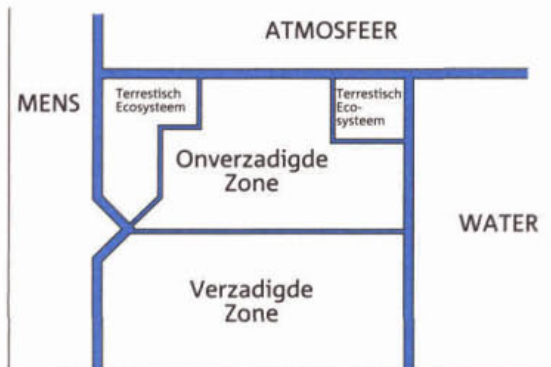 ATMOSFEER
MENS
Terrestisch
Ecosysteem
Terrestisch
Eco-
systeem
Onverzadigde
Zone
WATER
Verzadigde
Zone